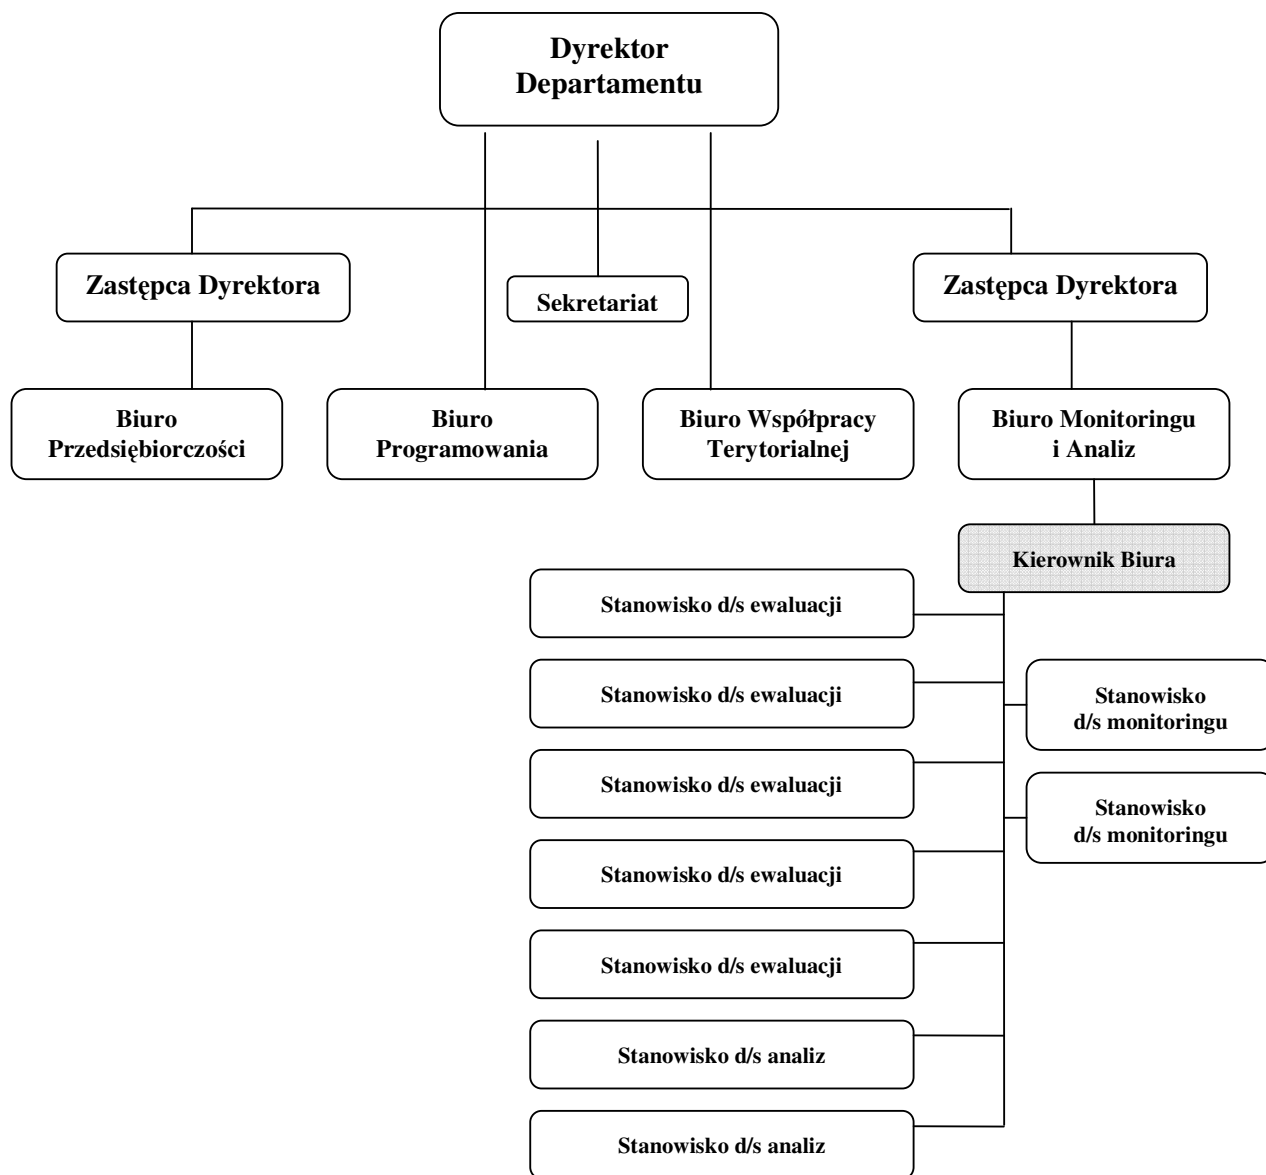 Dyrektor
Departamentu
Zastępca Dyrektora
Sekretariat
Zastępca Dyrektora
Biuro
Przedsiębiorczości
Biuro
Programowania
Biuro Współpracy
Terytorialnej
Biuro Monitoringu
i Analiz
Kierownik Biura
Stanowisko d/s ewaluacji
Stanowisko d/s ewaluacji
Stanowisko
d/s monitoringu
Stanowisko d/s ewaluacji
Stanowisko
d/s monitoringu
Stanowisko d/s ewaluacji
Stanowisko d/s ewaluacji
Stanowisko d/s analiz
Stanowisko d/s analiz